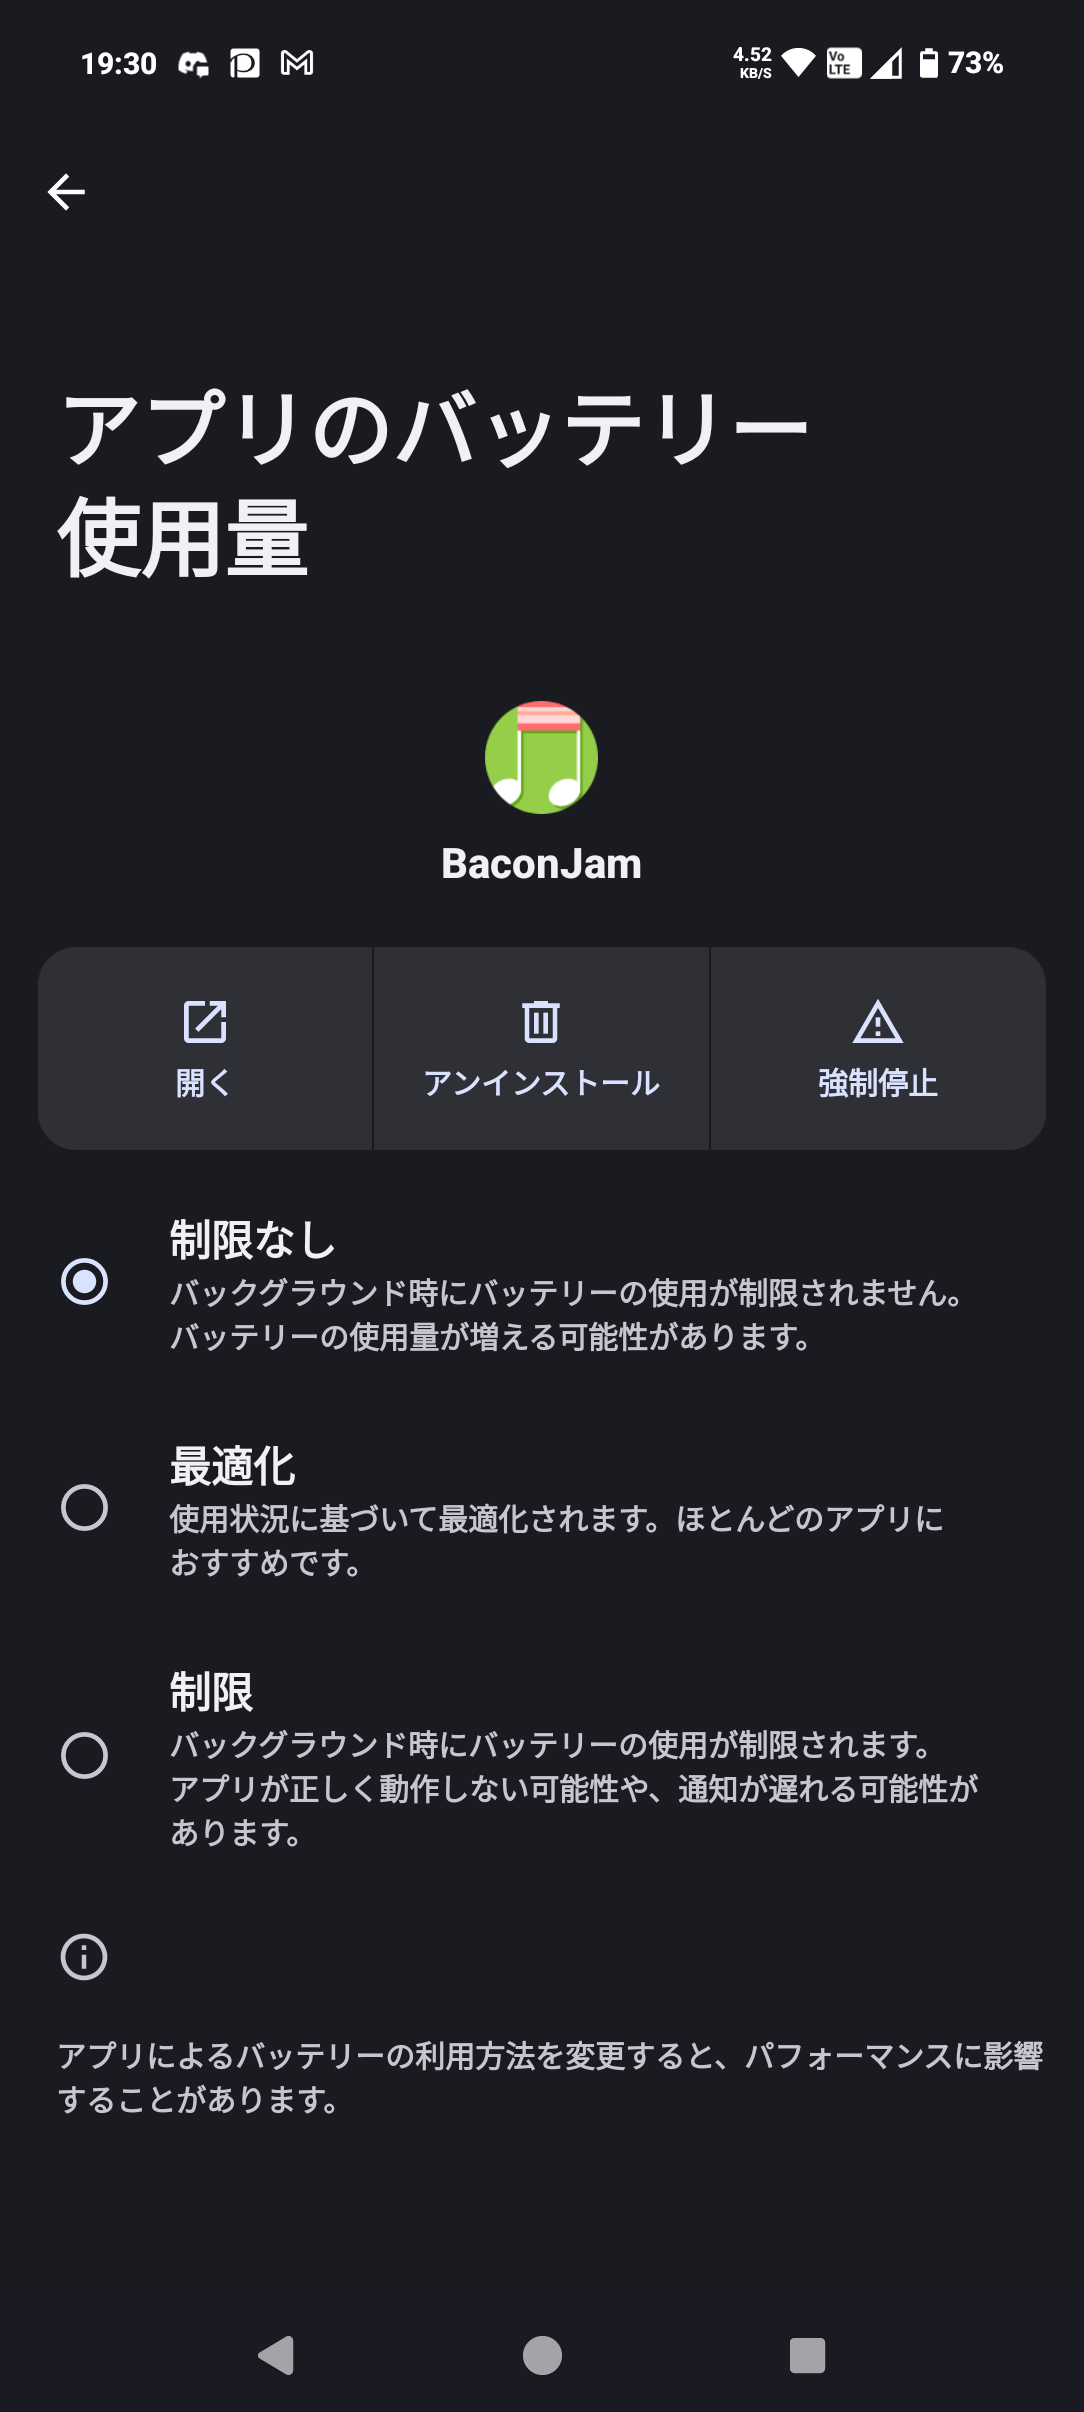 19:30
4.52
KB/S
Vo
LTE
73%
アプリのバッテリー
使用量
BaconJam
開く
アンインストール
強制停止
制限なし
バックグラウンド時にバッテリーの使用が制限されません。
バッテリーの使用量が増える可能性があります。
最適化
使用状況に基づいて最適化されます。ほとんどのアプリに
おすすめです。
制限
バックグラウンド時にバッテリーの使用が制限されます。
アプリが正しく動作しない可能性や、通知が遅れる可能性が
あります。
アプリによるバッテリーの利用方法を変更すると、パフォーマンスに影響
することがあります。